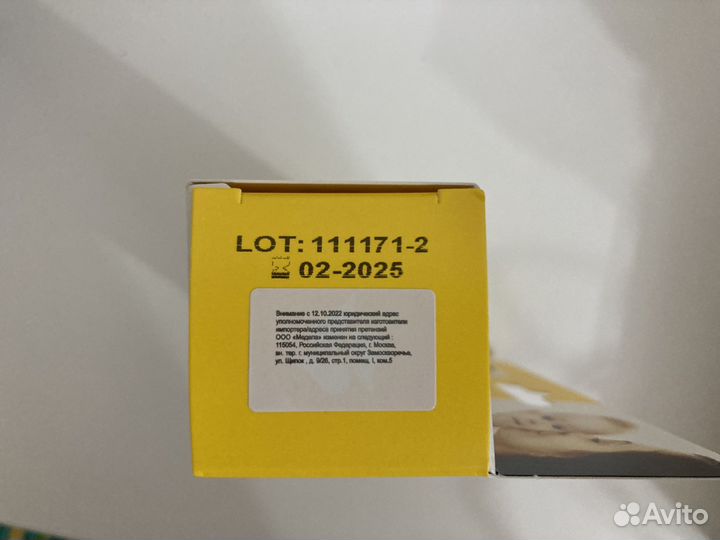 LOT: 111171-2
02-2025
Внимание с 12.10.2022 юридический адрес
уполномоченного представителя изготовителя
импортера/адреса принятия претензий
ООО «Медела» изменен на следующий :
115054, Российская Федерация, г. Москва,
вн. тер. г. муниципальный округ Замоскворечье,
ул. Щипок , д. 9/26, стр.1, помещ. I, ком.5
Avito